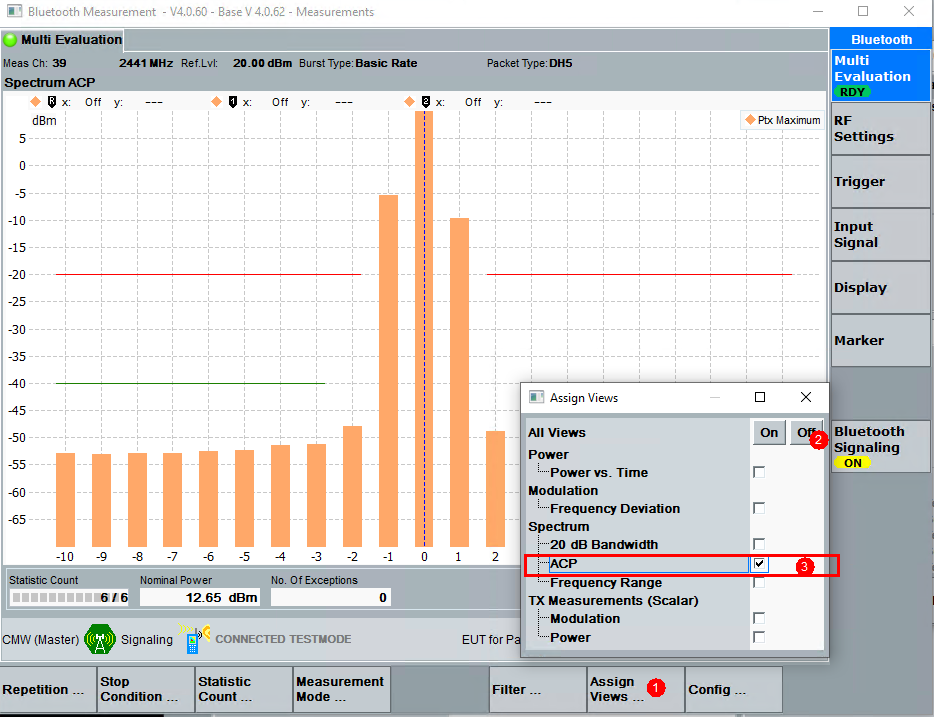 Bluetooth Measurement - V4.0.60 - Base V 4.0.62 - Measurements
Multi Evaluation
Meas Ch: 39 2441 MHz Ref.Lvl: 20.00 dBm Burst Type: Basic Rate Packet Type: DH5
Spectrum ACP
R x: Off y: --- 1 x: Off y: --- 2 x: Off y: ---
dBm
Ptx Maximum
5
0
-5
-10
-15
-20
-25
-30
-35
-40
-45
-50
-55
-60
-65
-10 -9 -8 -7 -6 -5 -4 -3 -2 -1 0 1 2
Statistic Count Nominal Power No. Of Exceptions
6 / 6 12.65 dBm 0
CMW (Master) Signaling CONNECTED TESTMODE EUT for Pa
Repetition ...
Stop
Condition ...
Statistic
Count ...
Measurement
Mode ...
Filter ...
Assign
Views ...
1
Config ...
Bluetooth
Multi
Evaluation
RDY
RF
Settings
Trigger
Input
Signal
Display
Marker
Bluetooth
Signaling
ON
Assign Views
All Views On Off
2
Power
Power vs. Time
Modulation
Frequency Deviation
Spectrum
20 dB Bandwidth
ACP 3
Frequency Range
TX Measurements (Scalar)
Modulation
Power